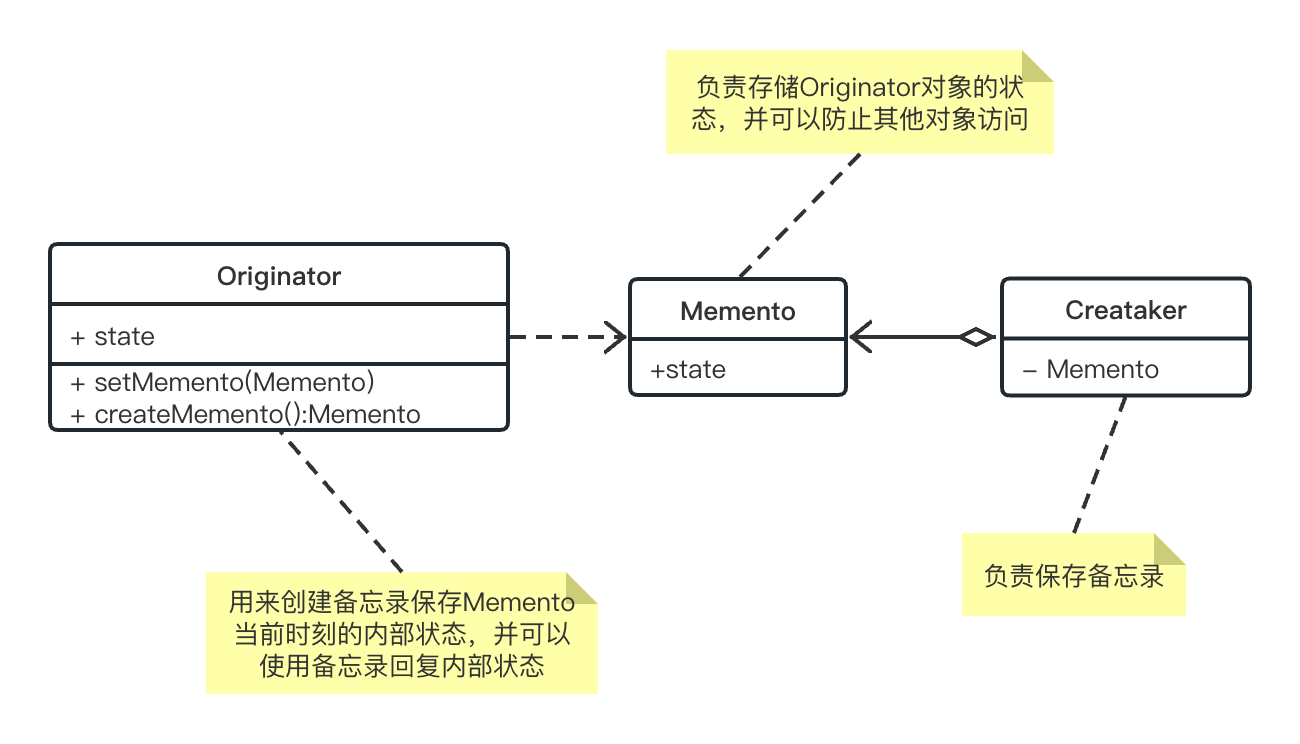 负责存储Originator对象的状
态，并可以防止其他对象访问
Originator
+ state
+ setMemento(Memento)
+ createMemento():Memento
Memento
+state
Creataker
– Memento
用来创建备忘录保存Memento
当前时刻的内部状态，并可以
使用备忘录回复内部状态
负责保存备忘录